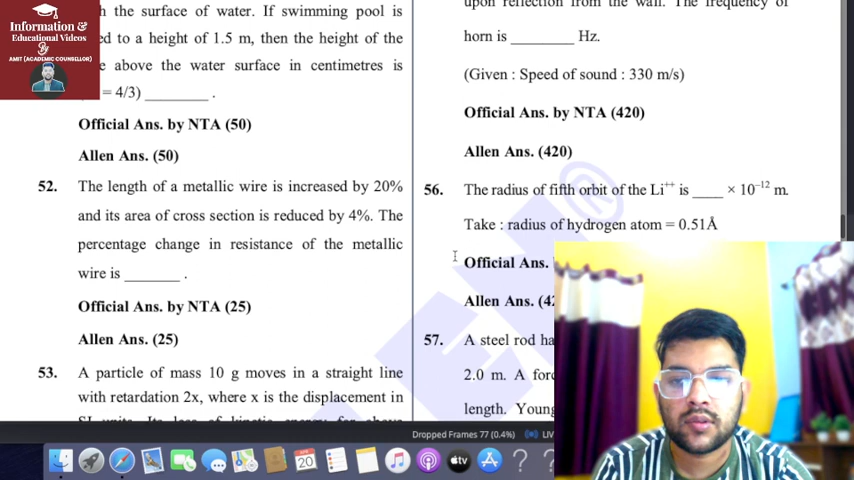 Information &
Educational Videos
By
AMIT (ACADEMIC COUNSELLOR)
the surface of water. If swimming pool is
ed to a height of 1.5 m, then the height of the
above the water surface in centimetres is
= 4/3) ________ .
Official Ans. by NTA (50)
Allen Ans. (50)
52. The length of a metallic wire is increased by 20%
and its area of cross section is reduced by 4%. The
percentage change in resistance of the metallic
wire is _______ .
Official Ans. by NTA (25)
Allen Ans. (25)
53. A particle of mass 10 g moves in a straight line
with retardation 2x, where x is the displacement in
upon reflection from the wall. The frequency of
horn is ________ Hz.
(Given : Speed of sound : 330 m/s)
Official Ans. by NTA (420)
Allen Ans. (420)
56. The radius of fifth orbit of the Li⁺⁺ is ____ × 10⁻¹² m.
Take : radius of hydrogen atom = 0.51Å
Official Ans.
Allen Ans. (42
57. A steel rod ha
2.0 m. A forc
length. Young
Dropped Frames 77 (0.4%) LIV
20
tv